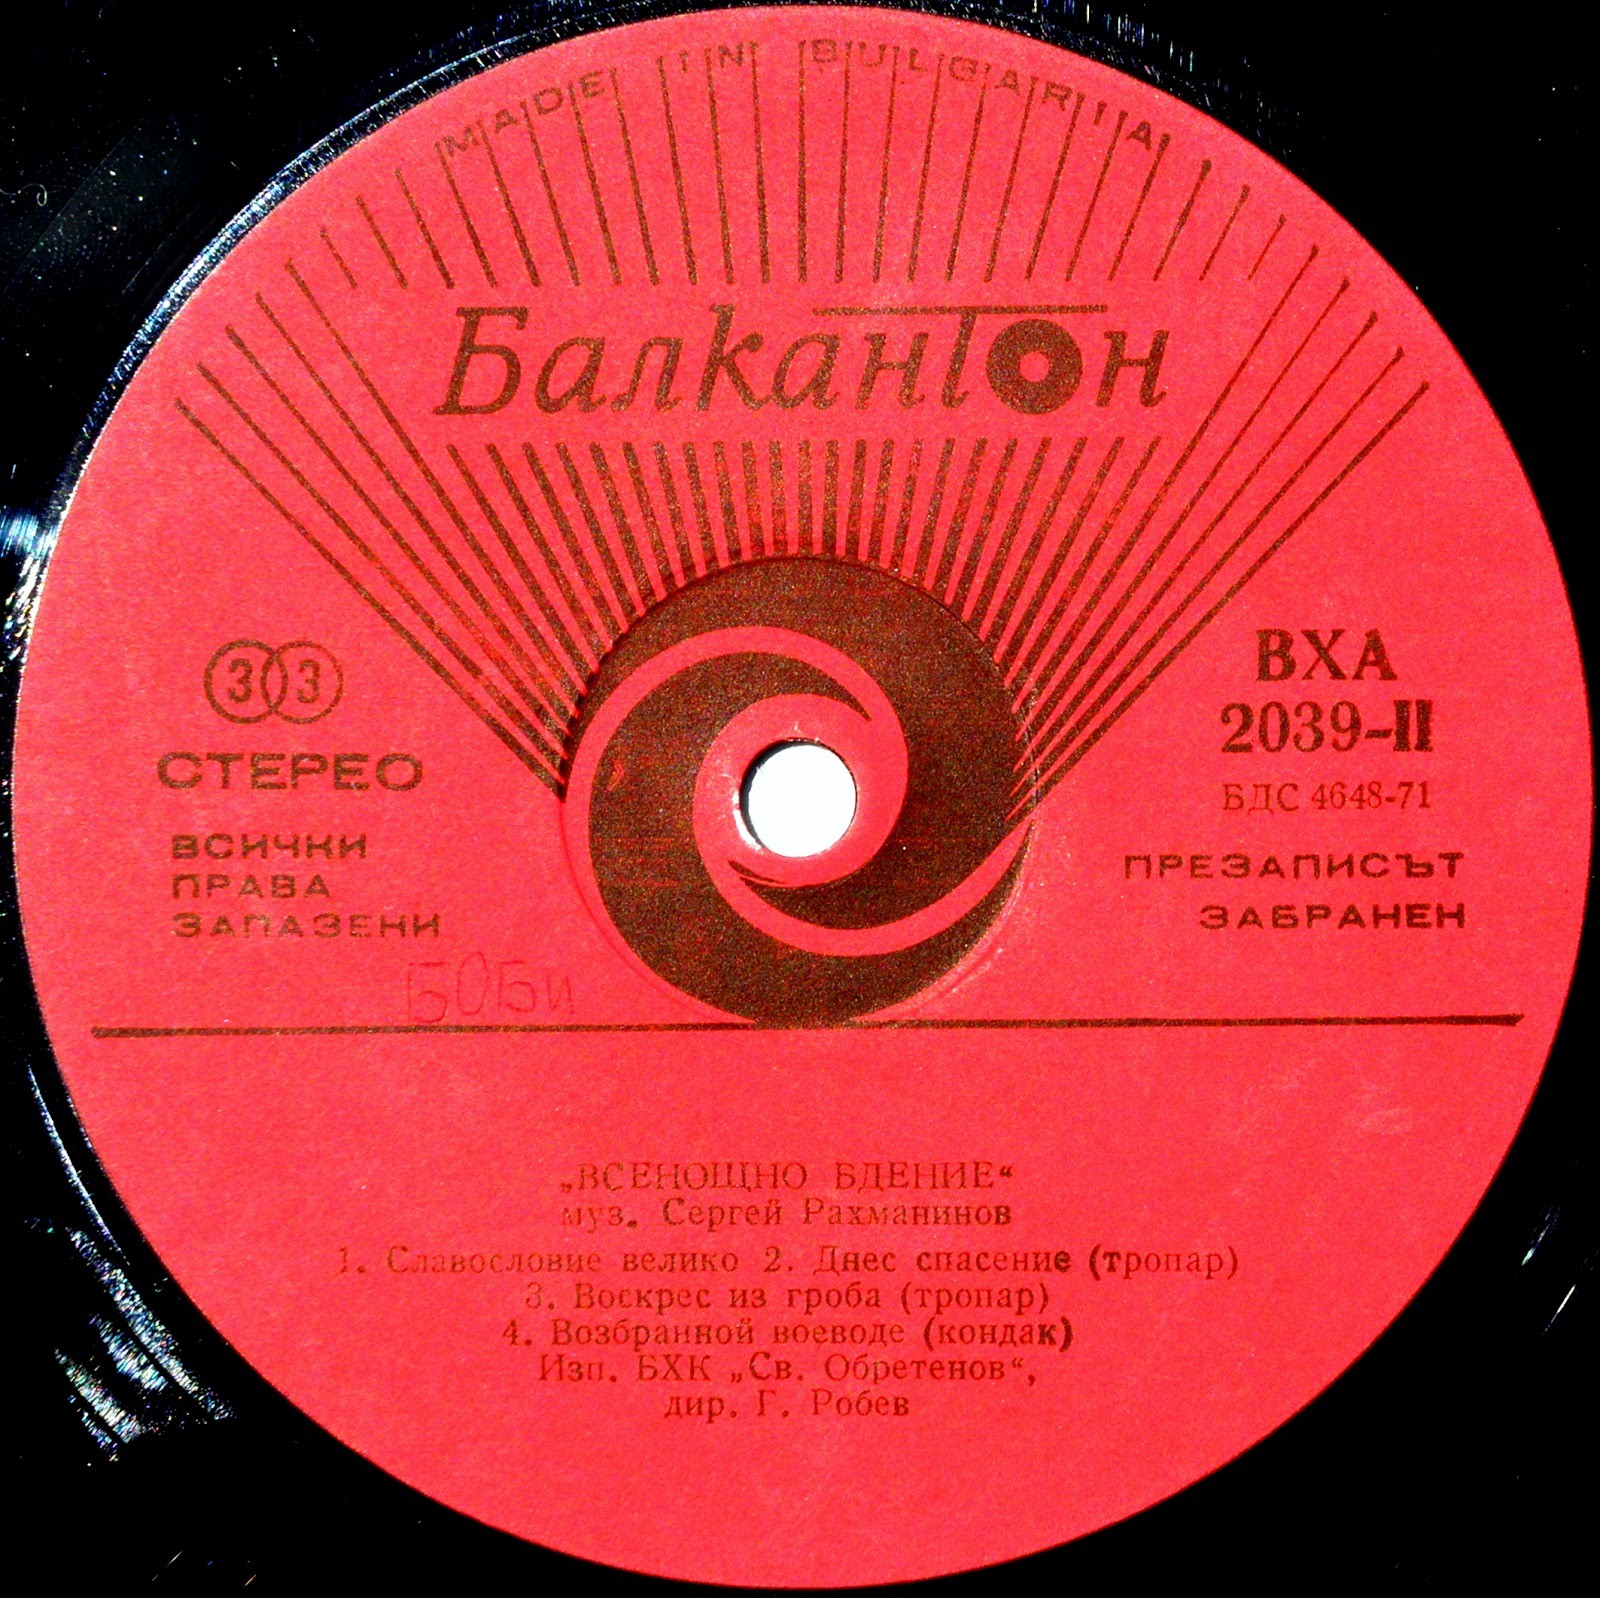 MADE IN BULGARIA
Балкантон
33
СТЕРЕО
ВСИЧКИ
ПРАВА
ЗАПАЗЕНИ
БОБИ
ВХА
2039-II
БДС 4648-71
ПРЕЗАПИСЪТ
ЗАБРАНЕН
„ВСЕНОЩНО БДЕНИЕ“
муз. Сергей Рахманинов
1. Славословие велико 2. Днес спасение (тропар)
3. Воскрес из гроба (тропар)
4. Возбранной воеводе (кондак)
Изп. БХК „Св. Обретенов“,
дир. Г. Робев